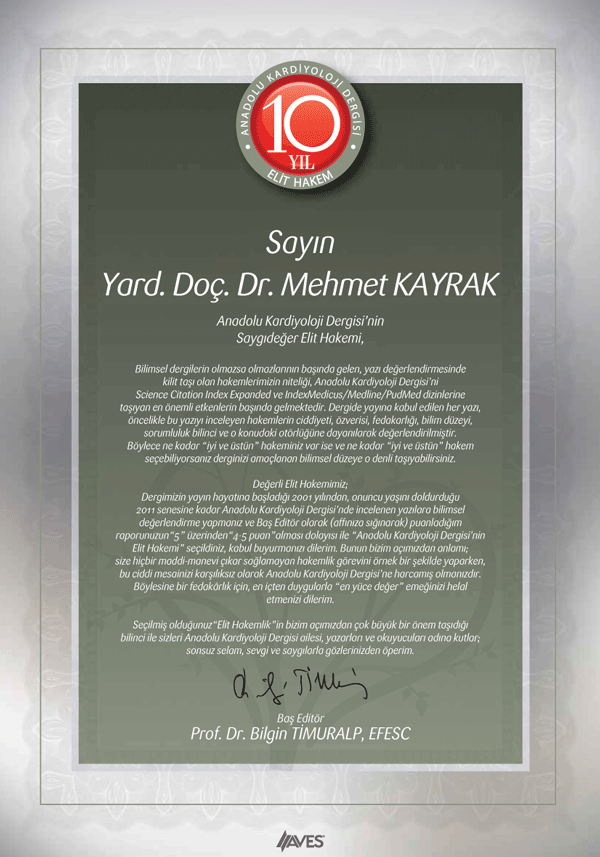 ANADOLU KARDİYOLOJİ DERGİSİ
10
YIL
ELİT HAKEM
Sayın
Yard. Doç. Dr. Mehmet KAYRAK
Anadolu Kardiyoloji Dergisi'nin
Saygıdeğer Elit Hakemi,
Bilimsel dergilerin olmazsa olmazlarının başında gelen, yazı değerlendirmesinde
kilit taşı olan hakemlerimizin niteliği, Anadolu Kardiyoloji Dergisi'ni
Science Citation Index Expanded ve IndexMedicus/Medline/PudMed dizinlerine
taşıyan en önemli etkenlerin başında gelmektedir. Dergide yayına kabul edilen her yazı,
öncelikle bu yazıyı inceleyen hakemlerin ciddiyeti, özverisi, fedakarlığı, bilim düzeyi,
sorumluluk bilinci ve o konudaki otörlüğüne dayanılarak değerlendirilmiştir.
Böylece ne kadar "iyi ve üstün" hakeminiz var ise ve ne kadar "iyi ve üstün" hakem
seçebiliyorsanız derginizi amaçlanan bilimsel düzeye o denli taşıyabilirsiniz.
Değerli Elit Hakemimiz;
Dergimizin yayın hayatına başladığı 2001 yılından, onuncu yaşını doldurduğu
2011 senesine kadar Anadolu Kardiyoloji Dergisi'nde incelenen yazılara bilimsel
değerlendirme yapmanız ve Baş Editör olarak (affınıza sığınarak) puanladığım
raporunuzun "5" üzerinden "4-5 puan" alması dolayısı ile "Anadolu Kardiyoloji Dergisi'nin
Elit Hakemi" seçildiniz, kabul buyurmanızı dilerim. Bunun bizim açımızdan anlamı;
size hiçbir maddi-manevi çıkar sağlamayan hakemlik görevini örnek bir şekilde yaparken,
bu ciddi mesainizi karşılıksız olarak Anadolu Kardiyoloji Dergisi'ne harcamış olmanızdır.
Böylesine bir fedakârlık için, en içten duygularla "en yüce değer" emeğinizi helal
etmenizi dilerim.
Seçilmiş olduğunuz "Elit Hakemlik"in bizim açımızdan çok büyük bir önem taşıdığı
bilinci ile sizleri Anadolu Kardiyoloji Dergisi ailesi, yazarları ve okuyucuları adına kutlar;
sonsuz selam, sevgi ve saygılarla gözlerinizden öperim.
Baş Editör
Prof. Dr. Bilgin TİMURALP, EFESC
AVES